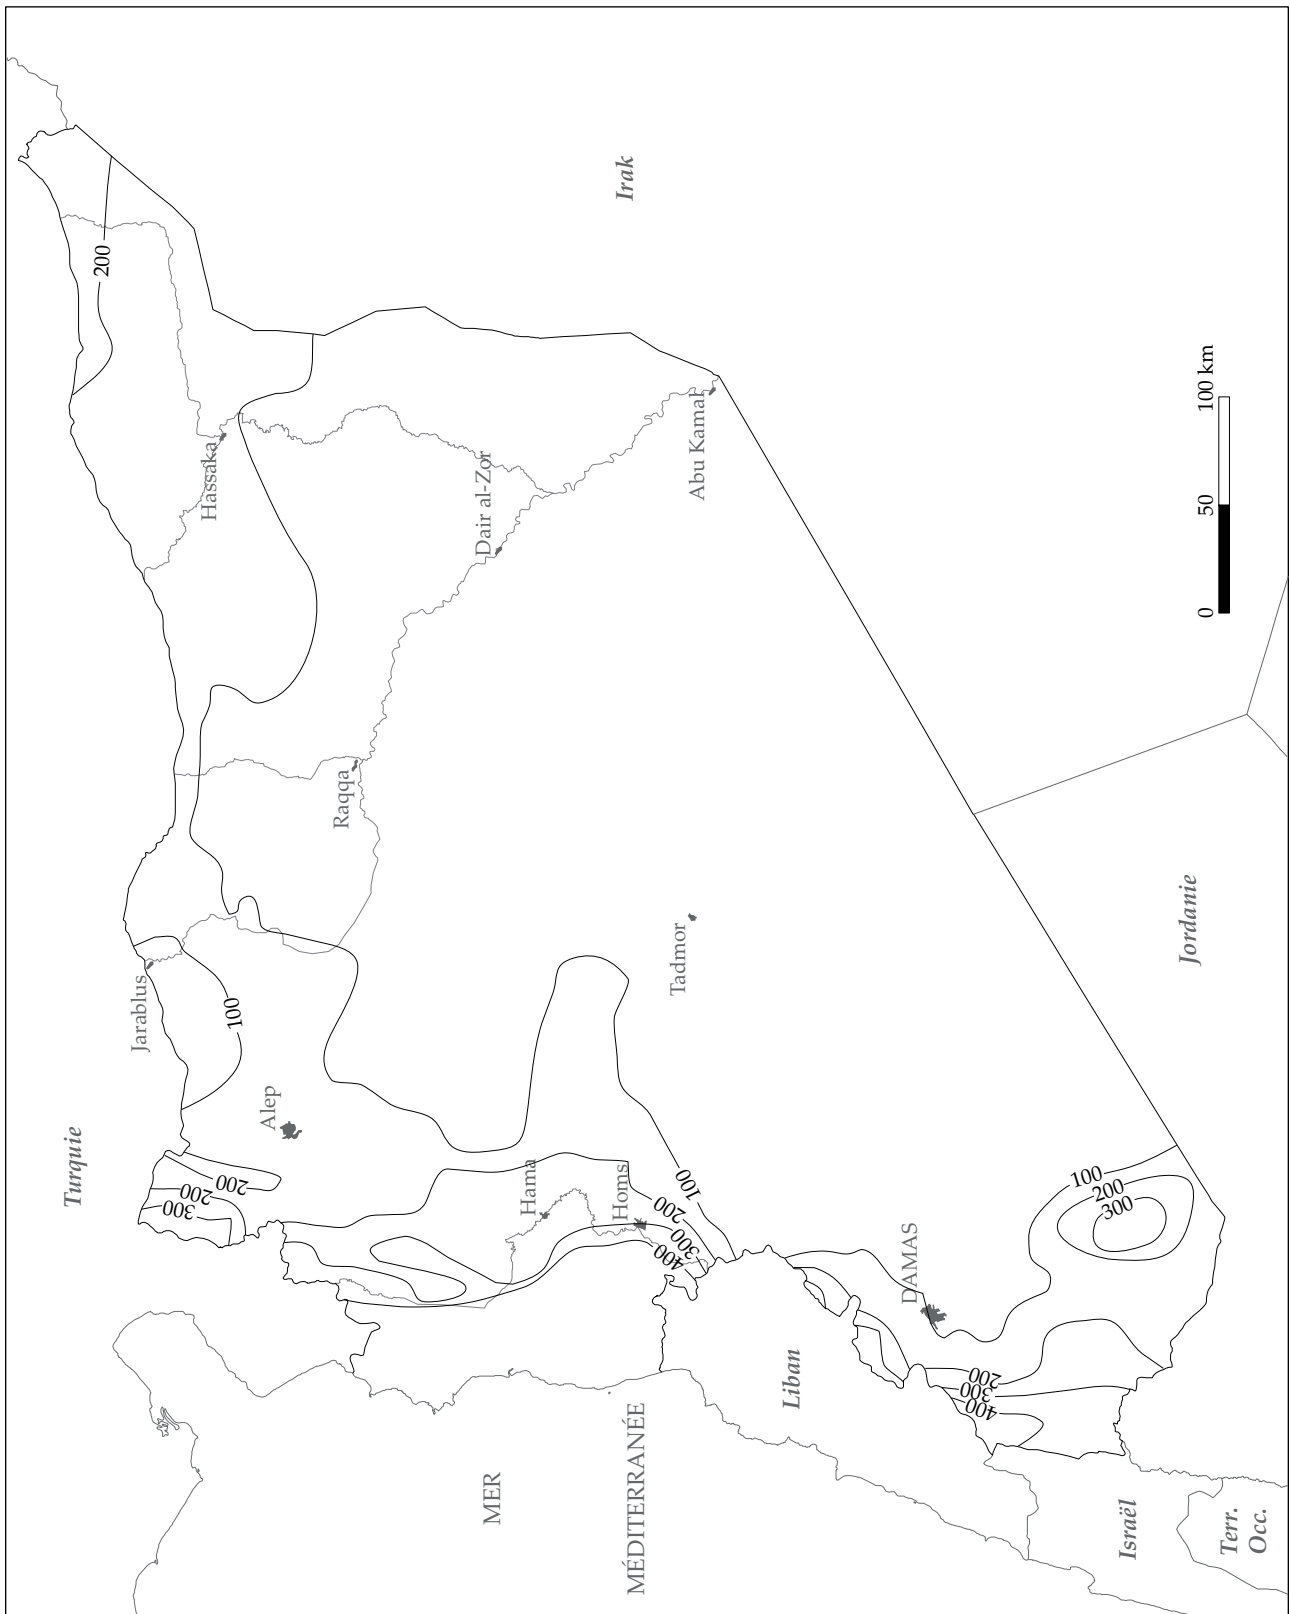 Turquie
Jarablus
Alep
100
200
200
300
200
Hassaka
Raqqa
Dair al-Zor
Abu Kamal
Irak
Hama
Homs
Tadmor
100
200
300
400
MER
MÉDITERRANÉE
Liban
DAMAS
100
200
300
200
300
400
Jordanie
Israël
Terr.
Occ.
0 50 100 km